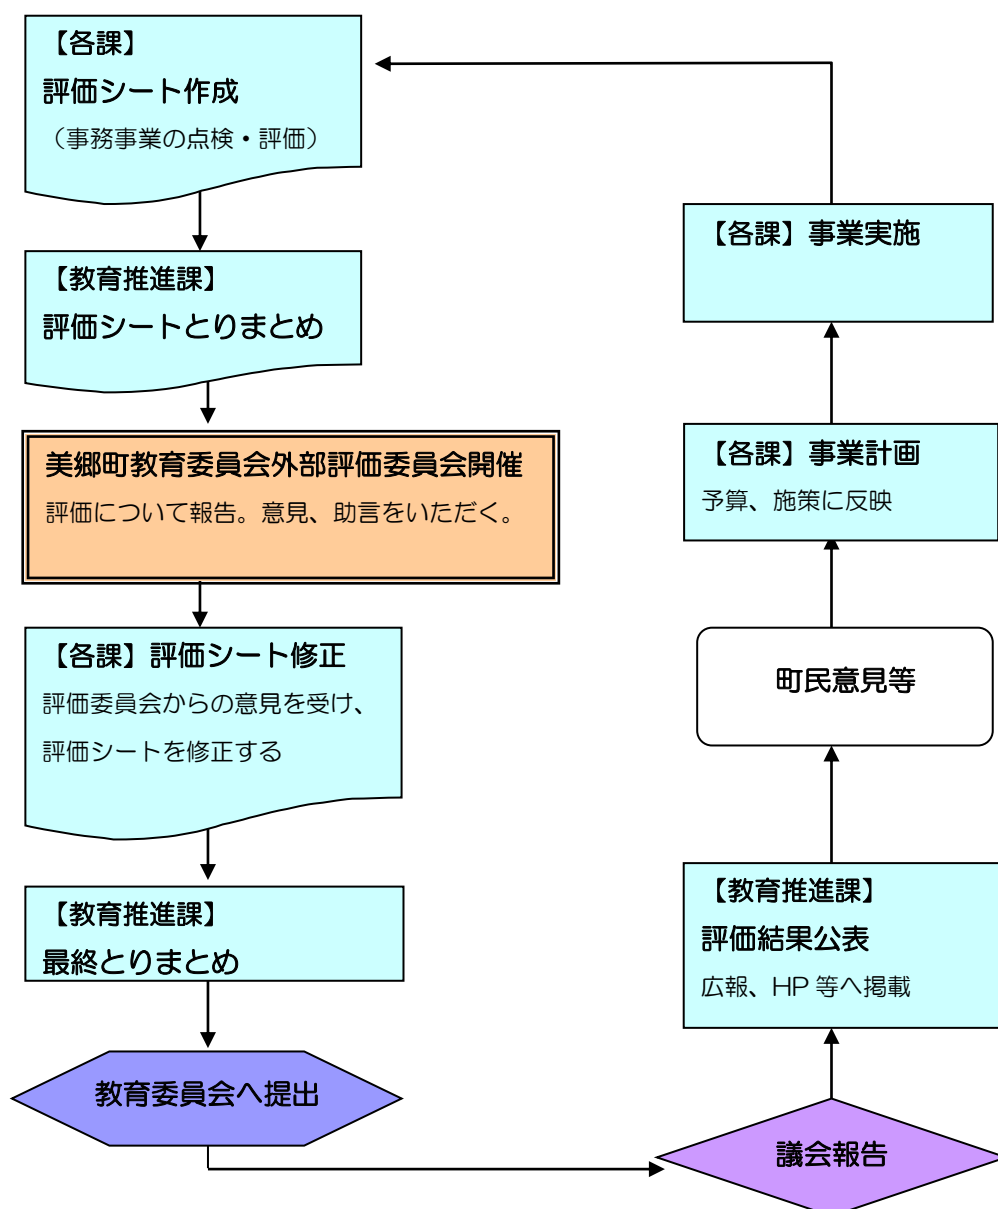 【各課】
評価シート作成
（事務事業の点検・評価）
【教育推進課】
評価シートとりまとめ
美郷町教育委員会外部評価委員会開催
評価について報告。意見、助言をいただく。
【各課】評価シート修正
評価委員会からの意見を受け、
評価シートを修正する
【教育推進課】
最終とりまとめ
教育委員会へ提出
議会報告
【教育推進課】
評価結果公表
広報、HP 等へ掲載
町民意見等
【各課】事業計画
予算、施策に反映
【各課】事業実施